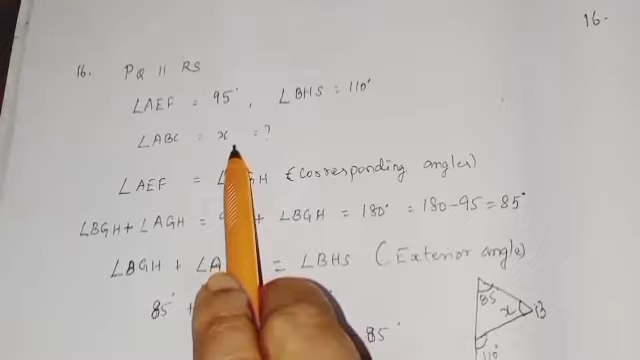 16.
16. PQ || RS
∠AEF = 95°, ∠BHS = 110°
∠ABC = x = ?
∠AEF = GH (Corresponding angles)
∠BGH + ∠AGH = + ∠BGH = 180° = 180-95 = 85°
∠BGH + ∠A = ∠BHS (Exterior angle)
85° + 85°
85
x B
110°